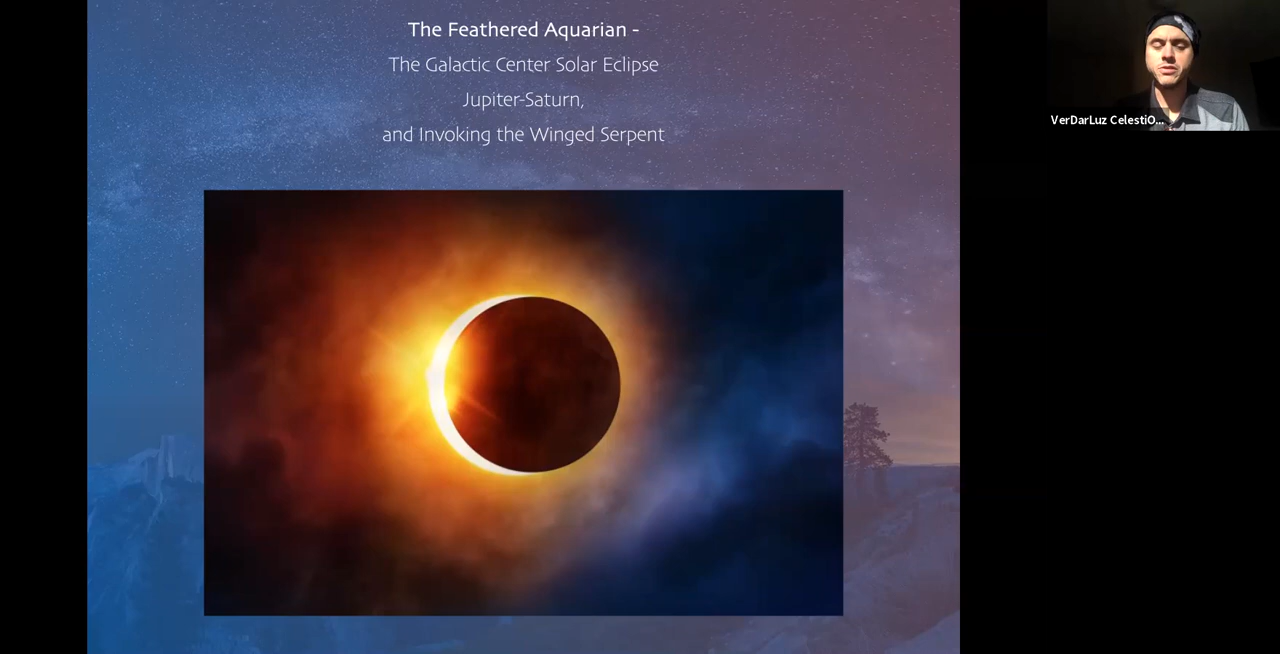 The Feathered Aquarian -
The Galactic Center Solar Eclipse
Jupiter-Saturn,
and Invoking the Winged Serpent
VerDarLuz CelestiO...